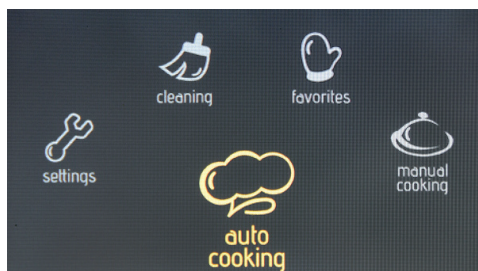 cleaning
favorites
settings
manual
cooking
auto
cooking